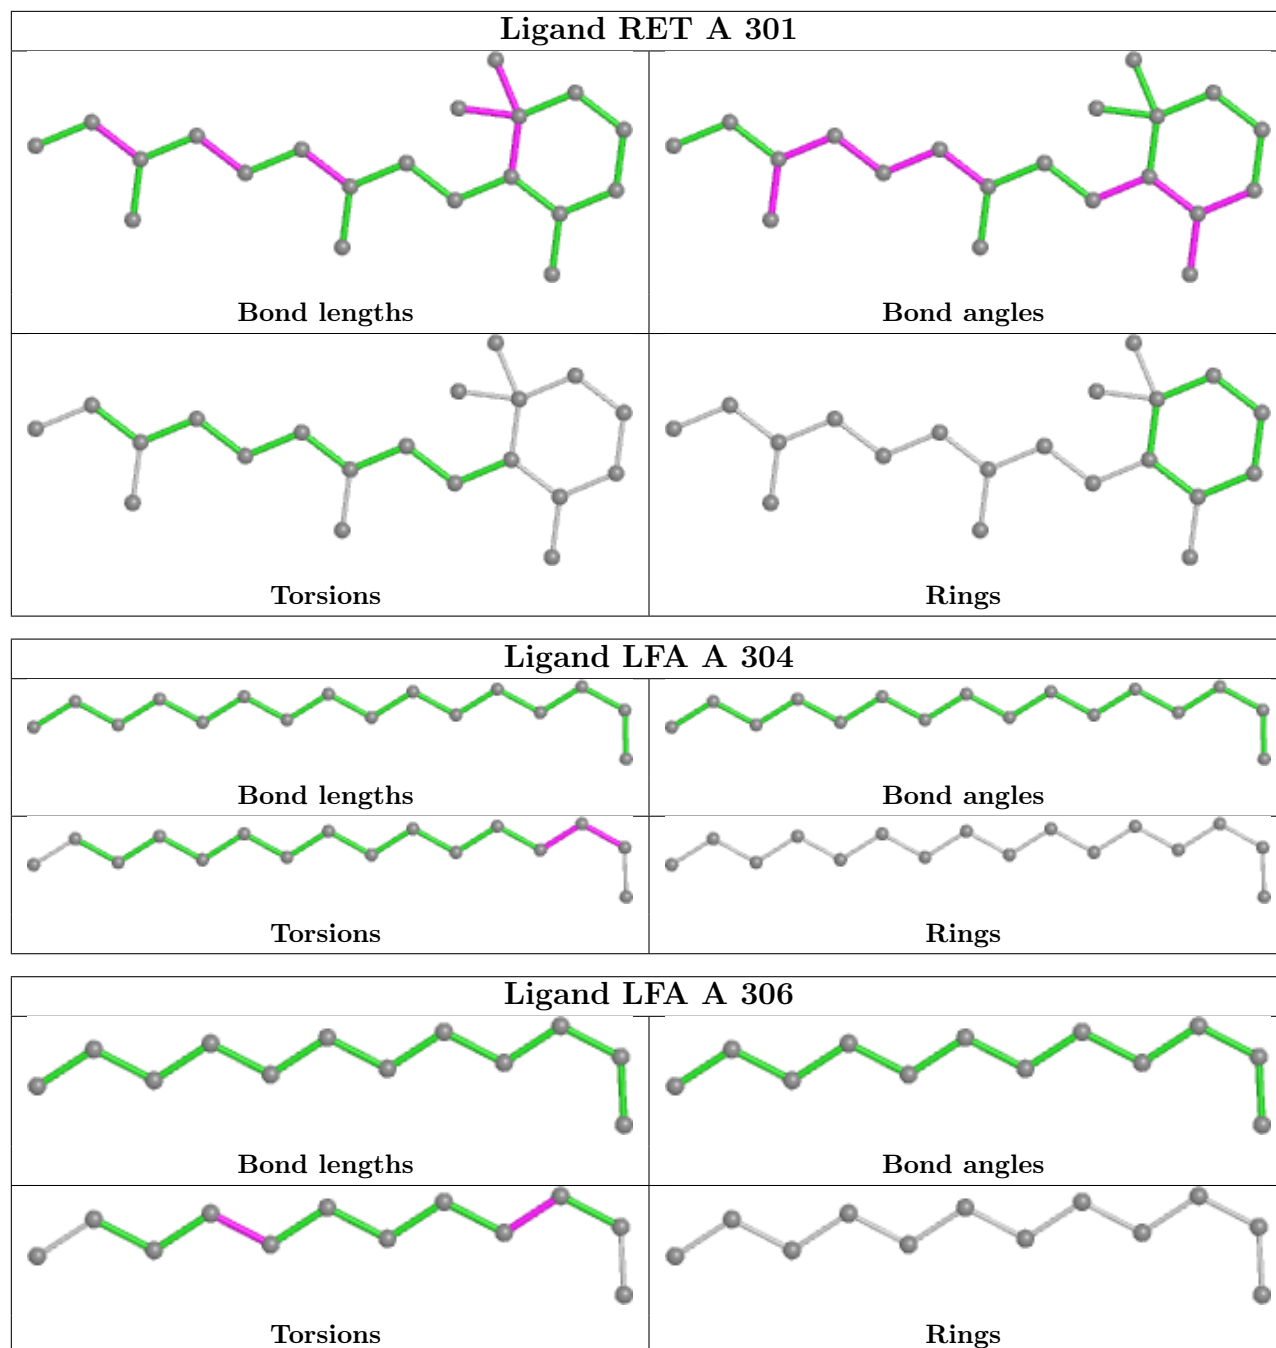 Ligand RET A 301
Bond lengths
Bond angles
Torsions
Rings
Ligand LFA A 304
Bond lengths
Bond angles
Torsions
Rings
Ligand LFA A 306
Bond lengths
Bond angles
Torsions
Rings